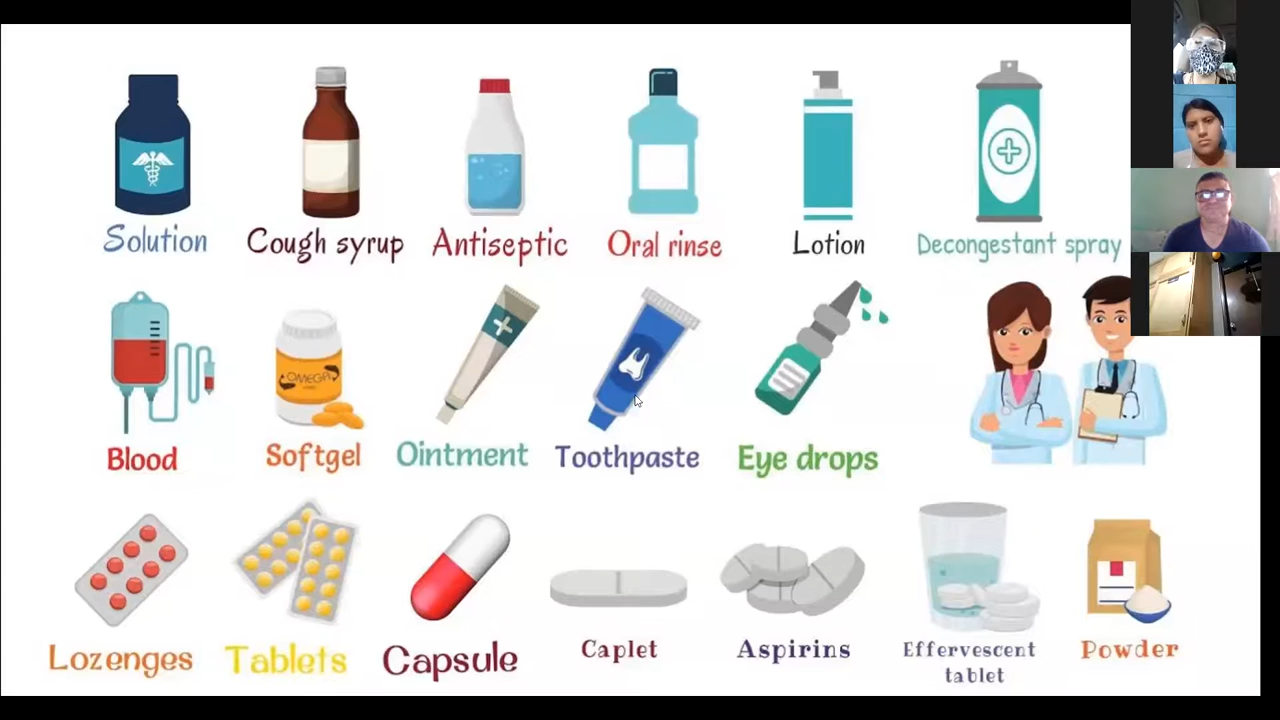 Solution
Cough syrup
Antiseptic
Oral rinse
Lotion
Decongestant spray
OMEGA
Blood
Softgel
Ointment
Toothpaste
Eye drops
Lozenges
Tablets
Capsule
Caplet
Aspirins
Effervescent
tablet
Powder